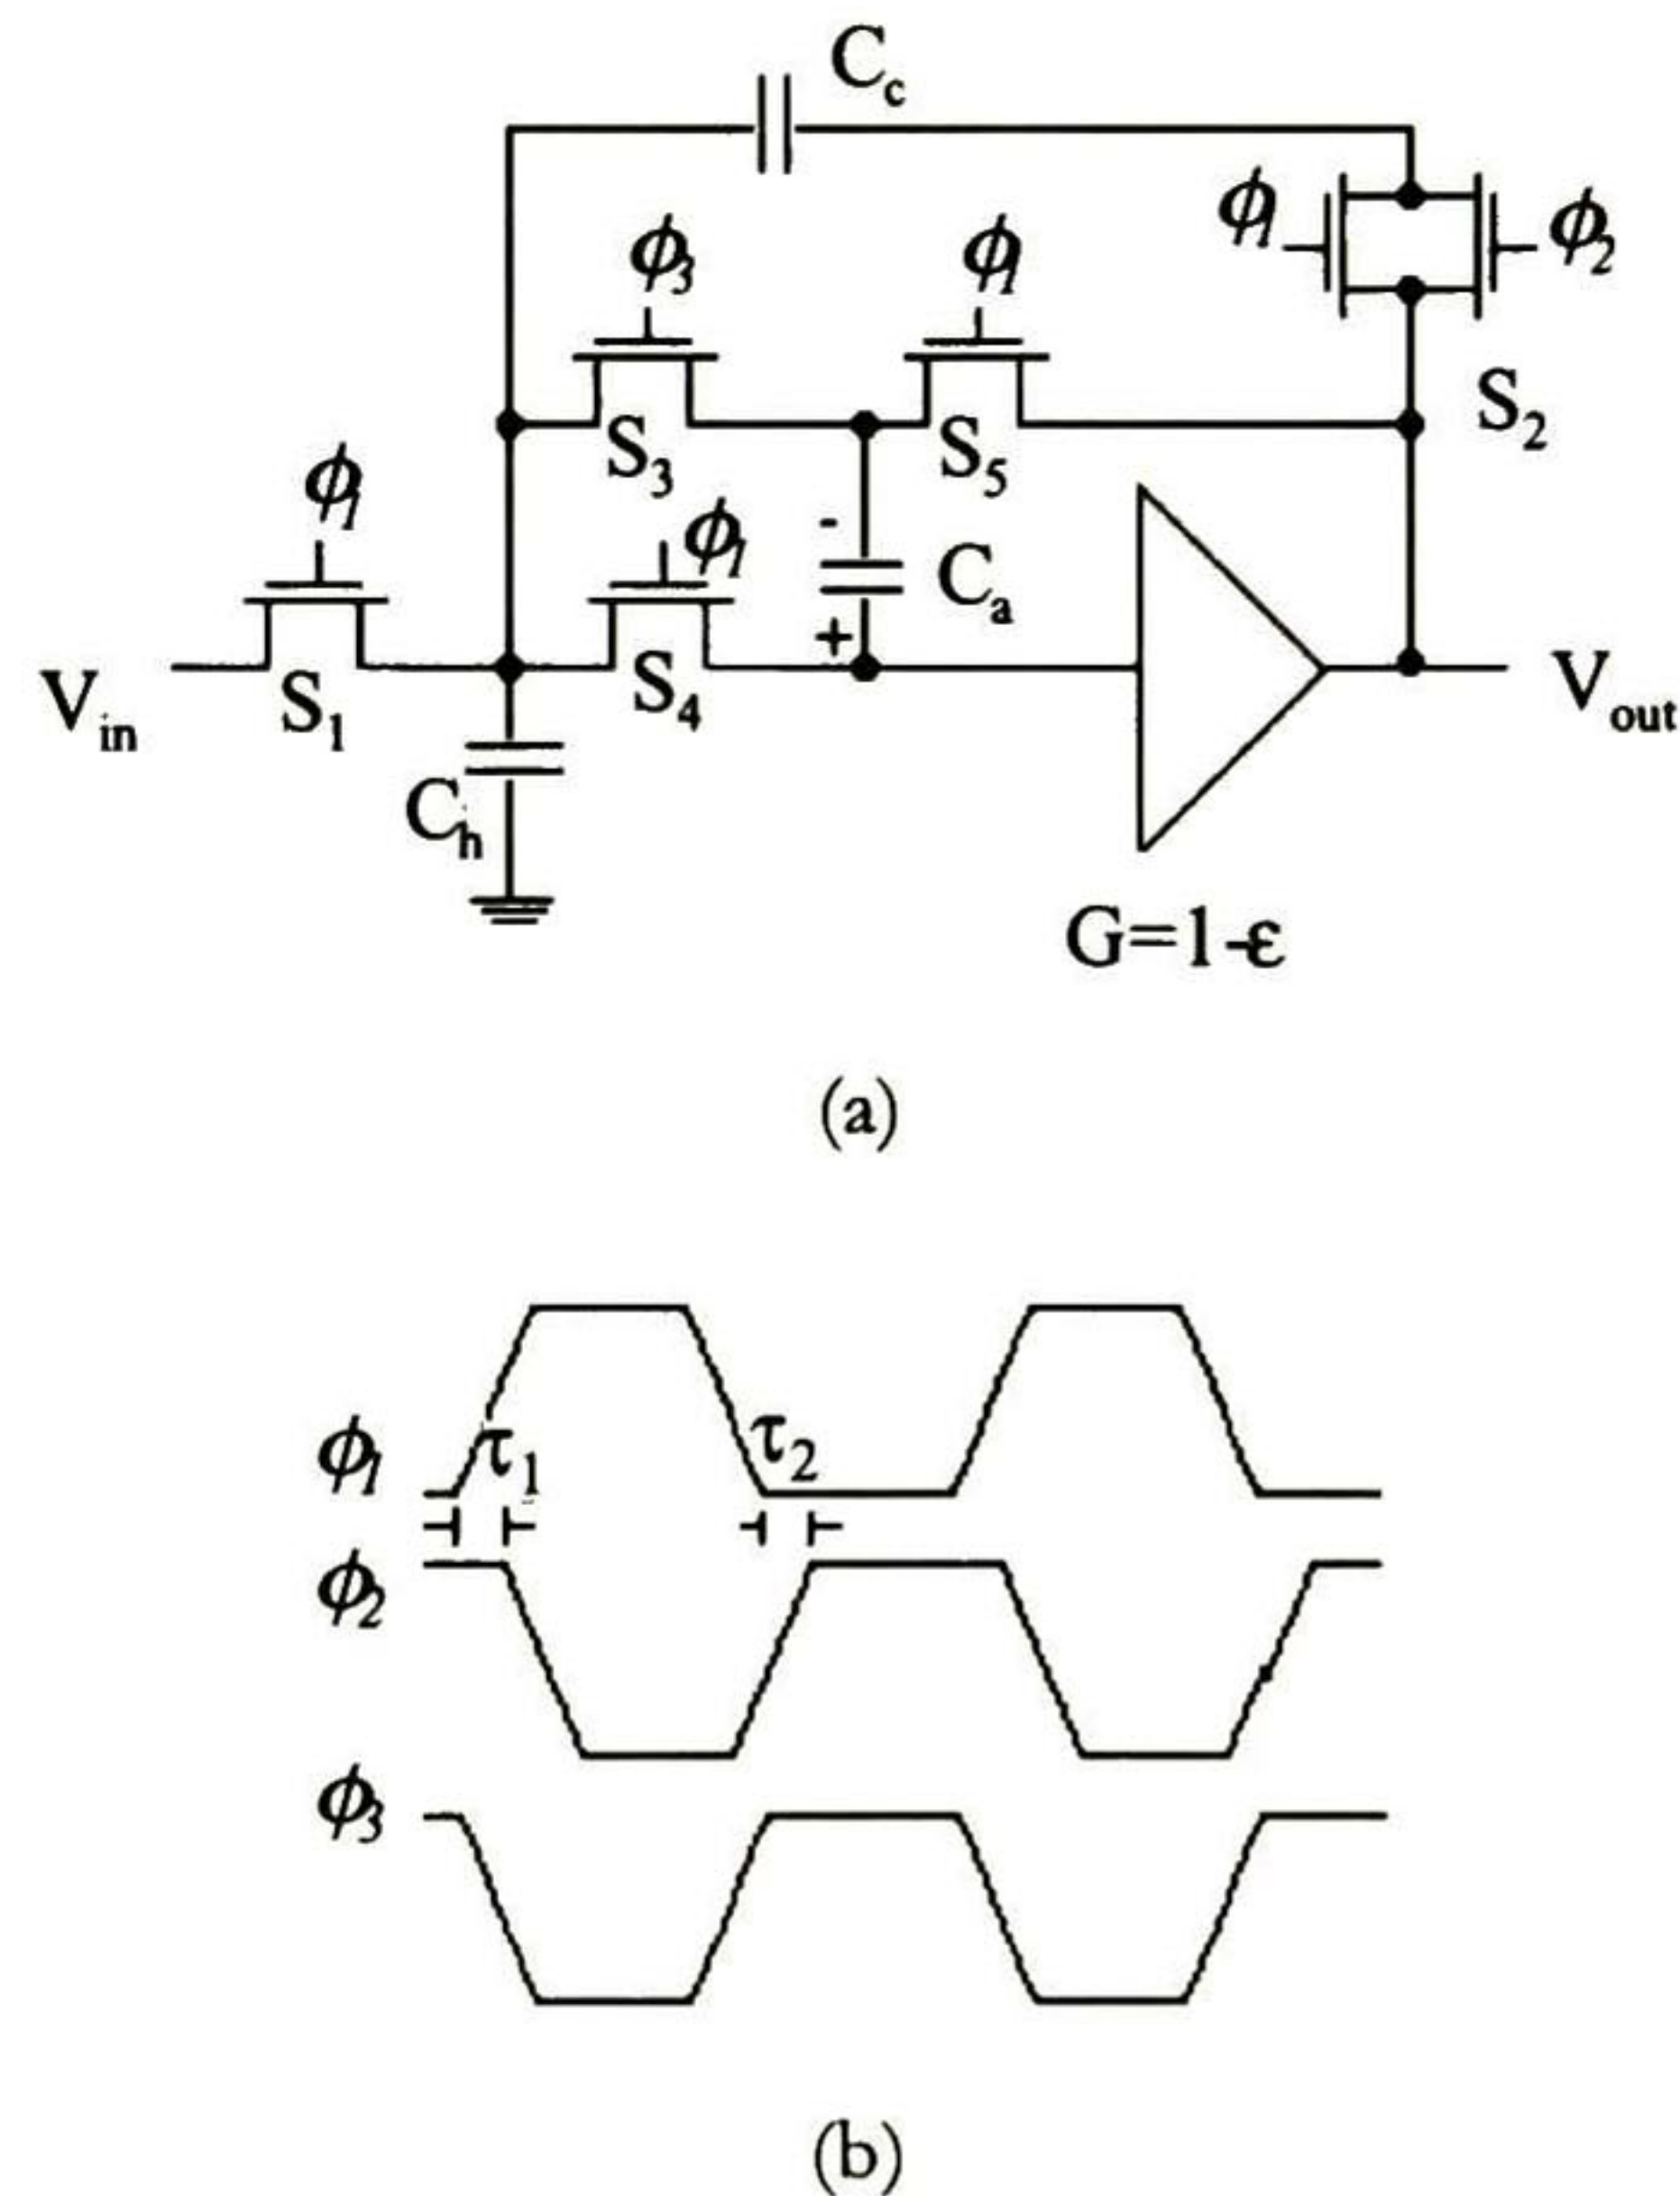 C_c
ϕ_1 ϕ_2
ϕ_3 ϕ_1
S_3 S_5 S_2
ϕ_1 ϕ_1 - C_a
+
V_in S_1 S_4 V_out
C_h
G=1-ε
(a)
ϕ_1 τ_1 τ_2
ϕ_2
ϕ_3
(b)